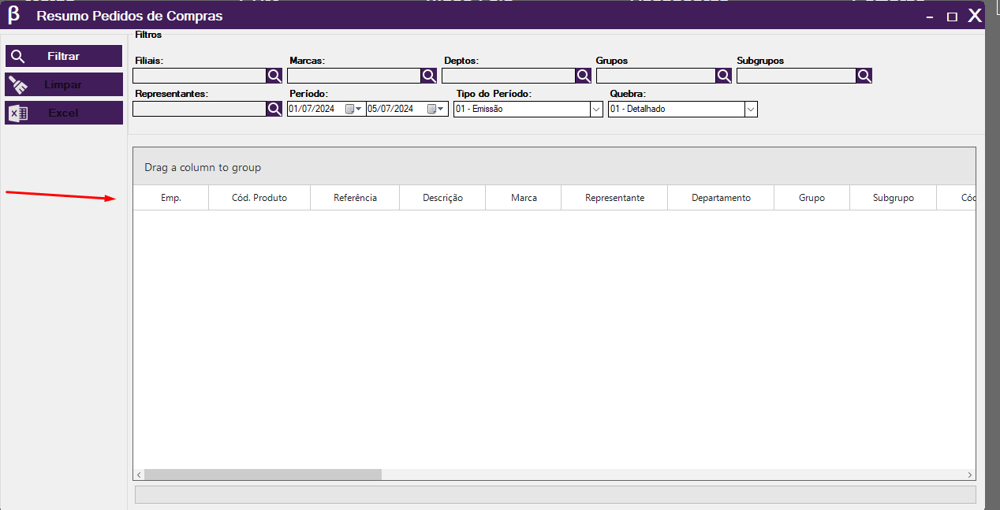 β Resumo Pedidos de Compras
Filtros
Filtrar
Limpar
Excel
Filiais: Marcas: Deptos: Grupos Subgrupos
Representantes: Período: Tipo do Período: Quebra:
01/07/2024 05/07/2024 01 - Emissão 01 - Detalhado
Drag a column to group
Emp. Cód. Produto Referência Descrição Marca Representante Departamento Grupo Subgrupo Cód